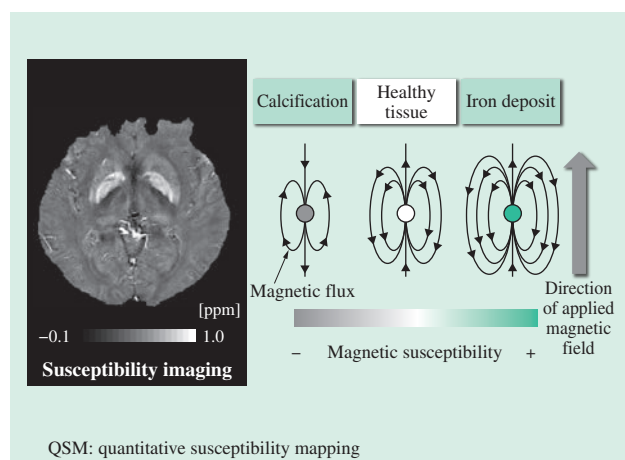 Calcification
Healthy
tissue
Iron deposit
Magnetic flux
Direction
of applied
magnetic
field
[ppm]
−0.1
1.0
Susceptibility imaging
− Magnetic susceptibility +
QSM: quantitative susceptibility mapping